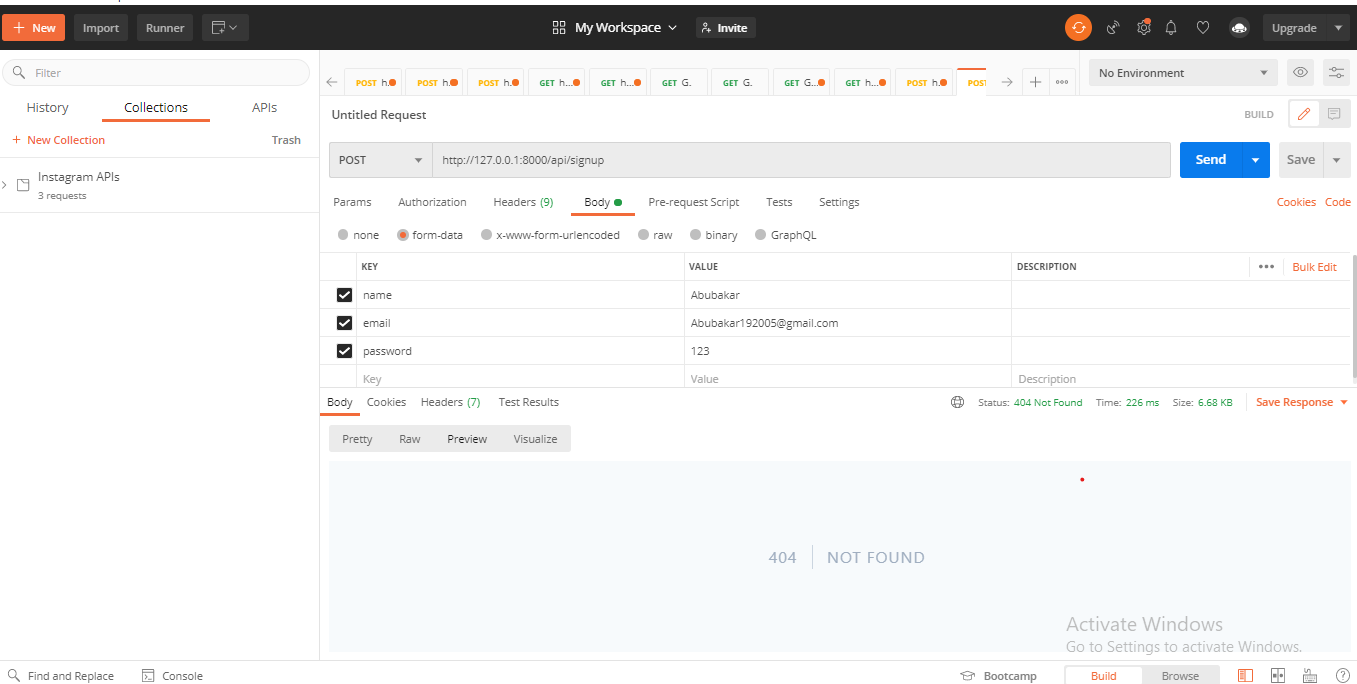 New Import Runner My Workspace Invite Upgrade
Filter
History Collections APIs
+ New Collection Trash
Instagram APIs
3 requests
POST h. POST h. POST h. GET h... GET h... GET G. GET G. GET G... GET h... POST h. POST No Environment
Untitled Request BUILD
POST http://127.0.0.1:8000/api/signup Send Save
Params Authorization Headers (9) Body Pre-request Script Tests Settings Cookies Code
none form-data x-www-form-urlencoded raw binary GraphQL
KEY VALUE DESCRIPTION Bulk Edit
name Abubakar
email Abubakar192005@gmail.com
password 123
Key Value Description
Body Cookies Headers (7) Test Results Status: 404 Not Found Time: 226 ms Size: 6.68 KB Save Response
Pretty Raw Preview Visualize
404 NOT FOUND
Activate Windows
Go to Settings to activate Windows.
Find and Replace Console Bootcamp Build Browse